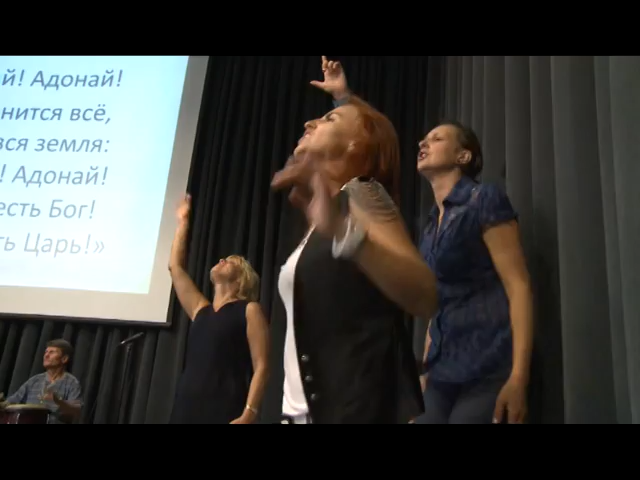 й! Адонай!
нится всё,
вся земля:
! Адонай!
есть Бог!
ть Царь!»